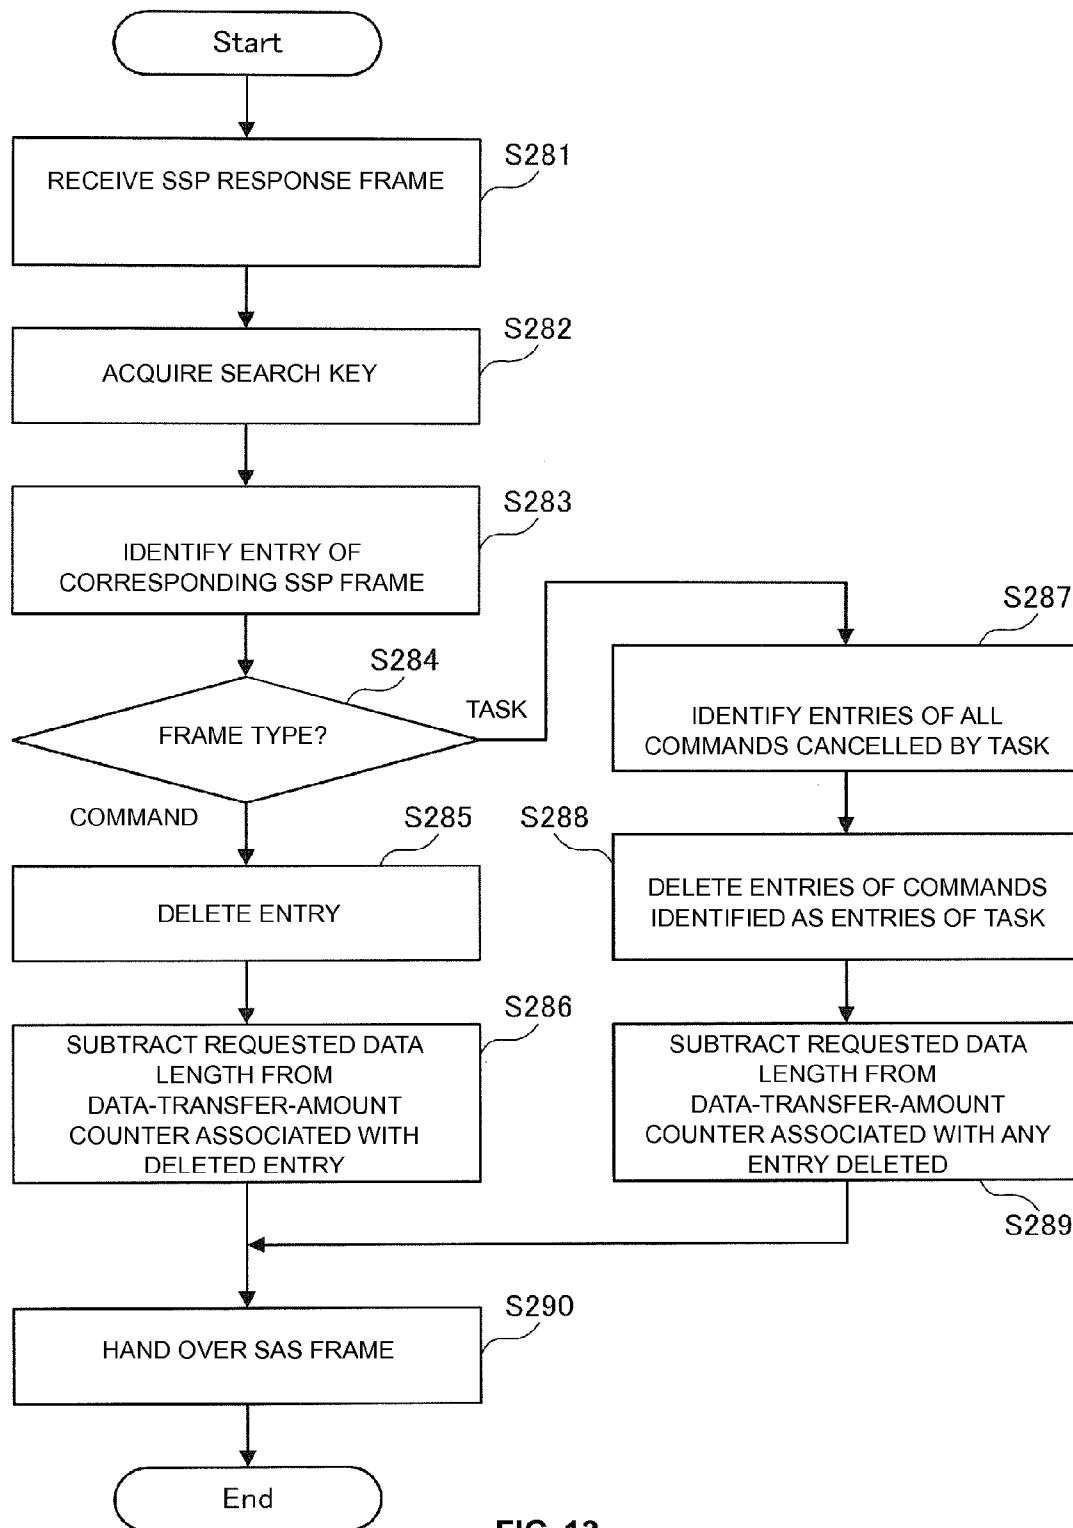 Start
S281
RECEIVE SSP RESPONSE FRAME
S282
ACQUIRE SEARCH KEY
S283
IDENTIFY ENTRY OF
CORRESPONDING SSP FRAME
S284
FRAME TYPE?
TASK
COMMAND
S287
IDENTIFY ENTRIES OF ALL
COMMANDS CANCELLED BY TASK
S285
DELETE ENTRY
S288
DELETE ENTRIES OF COMMANDS
IDENTIFIED AS ENTRIES OF TASK
S286
SUBTRACT REQUESTED DATA
LENGTH FROM
DATA-TRANSFER-AMOUNT
COUNTER ASSOCIATED WITH
DELETED ENTRY
SUBTRACT REQUESTED DATA
LENGTH FROM
DATA-TRANSFER-AMOUNT
COUNTER ASSOCIATED WITH ANY
ENTRY DELETED
S289
S290
HAND OVER SAS FRAME
End